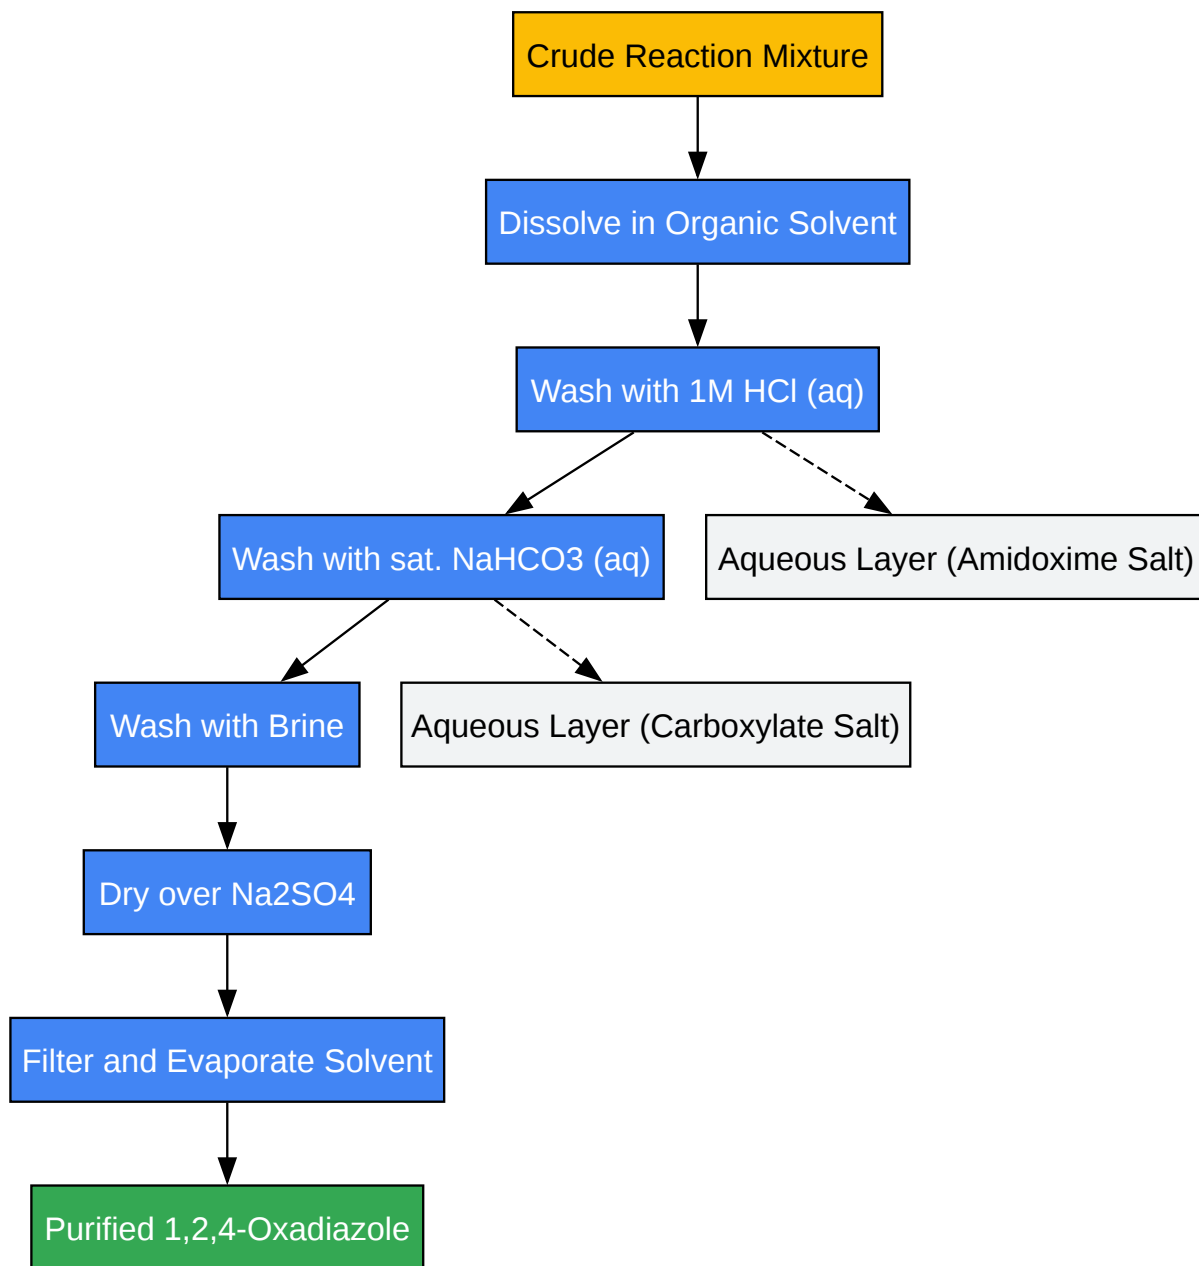 Crude Reaction Mixture
Dissolve in Organic Solvent
Wash with 1M HCl (aq)
Wash with sat. NaHCO3 (aq)
Aqueous Layer (Amidoxime Salt)
Wash with Brine
Aqueous Layer (Carboxylate Salt)
Dry over Na2SO4
Filter and Evaporate Solvent
Purified 1,2,4-Oxadiazole